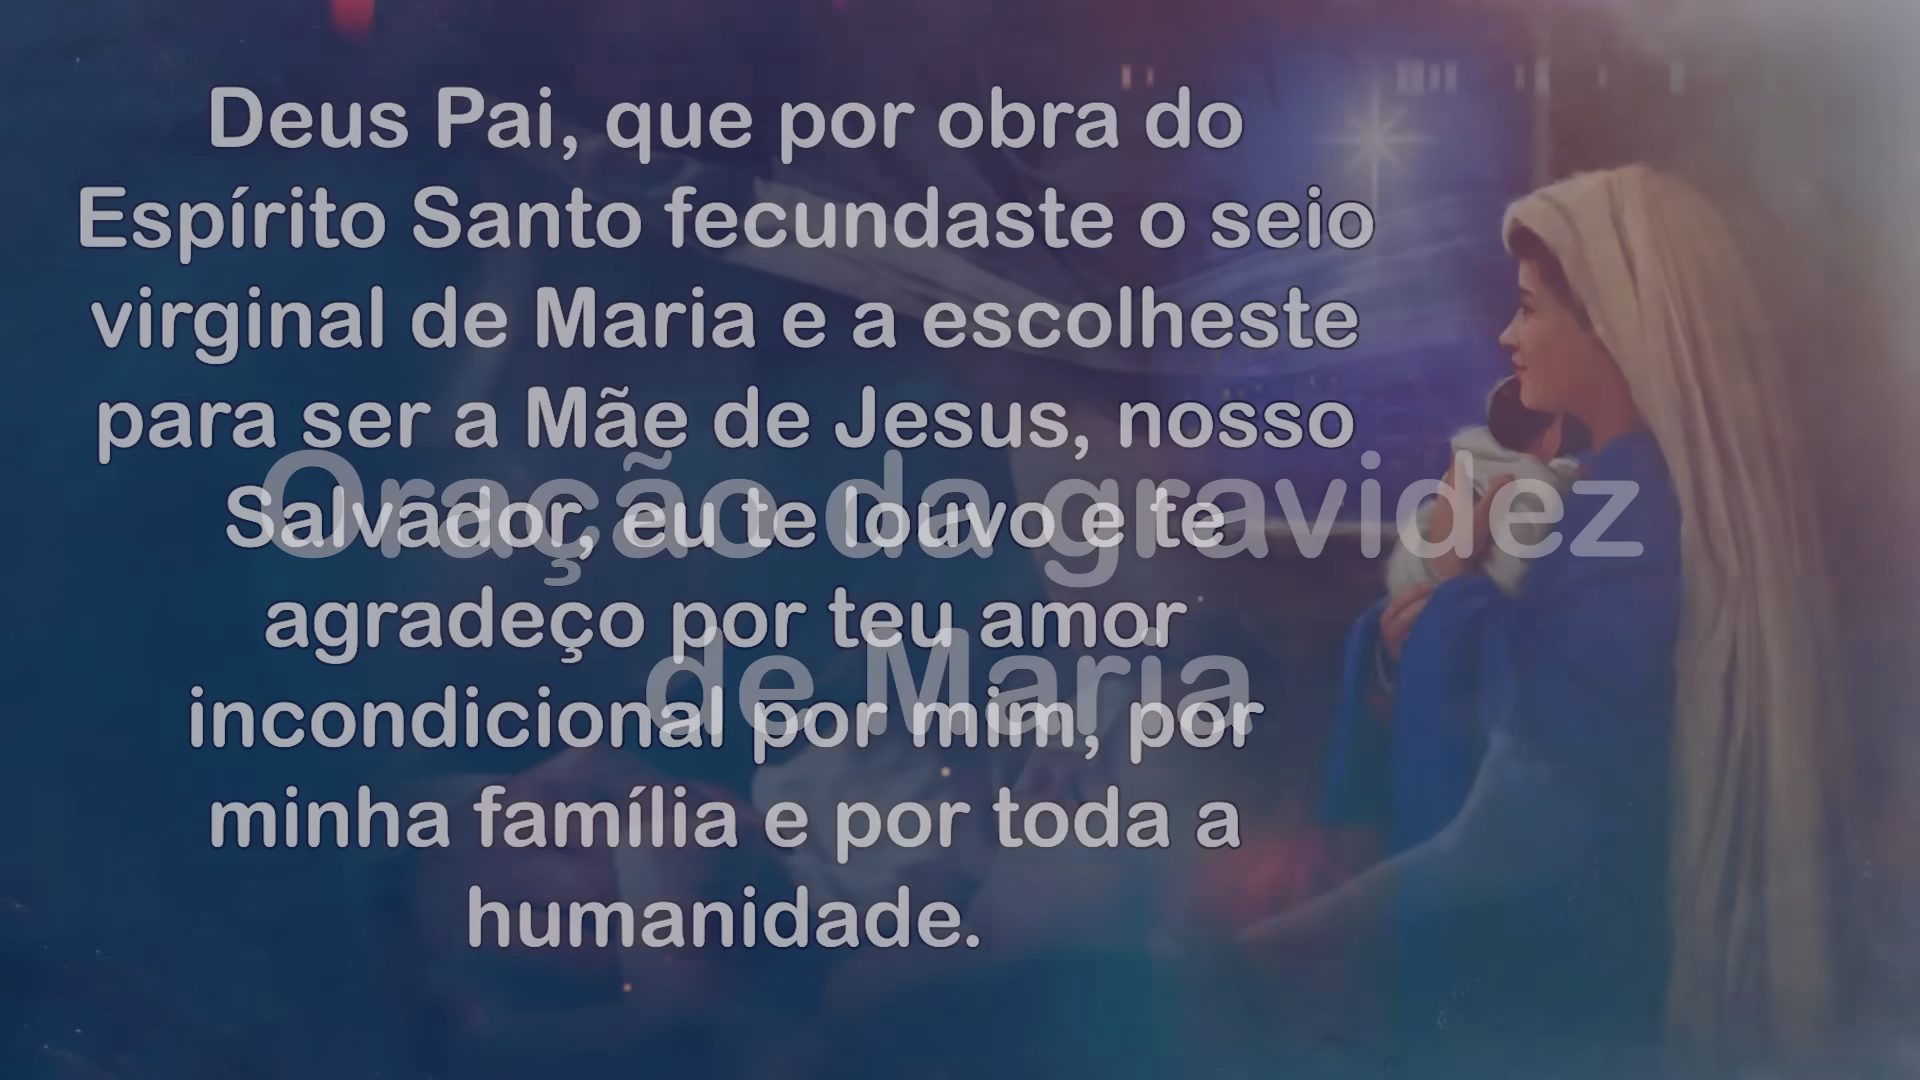 Deus Pai, que por obra do
Espírito Santo fecundaste o seio
virginal de Maria e a escolheste
para ser a Mãe de Jesus, nosso
Salvador, eu te louvo e te
agradeço por teu amor
incondicional por mim, por
minha família e por toda a
humanidade.
Oração da gravidez
de Maria